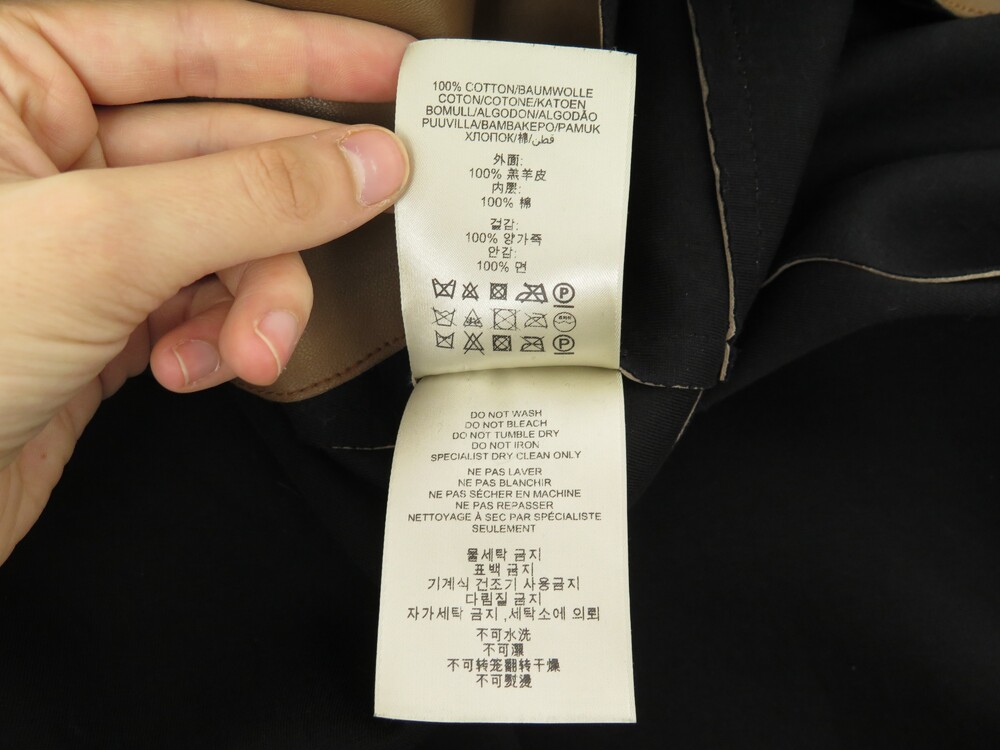 100% COTTON/BAUMWOLLE
COTON/COTONE/KATOEN
BOMULL/ALGODON/ALGODÃO
PUUVILLA/BAMBAKEPO/PAMUK
ХЛОПОК/棉/قطن
外面:
100% 羔羊皮
内层:
100% 棉
겉감:
100% 양가죽
안감:
100% 면
P
P
DO NOT WASH
DO NOT BLEACH
DO NOT TUMBLE DRY
DO NOT IRON
SPECIALIST DRY CLEAN ONLY
NE PAS LAVER
NE PAS BLANCHIR
NE PAS SÉCHER EN MACHINE
NE PAS REPASSER
NETTOYAGE À SEC PAR SPÉCIALISTE
SEULEMENT
물세탁 금지
표백 금지
기계식 건조기 사용금지
다림질 금지
자가세탁 금지 ,세탁소에 의뢰
不可水洗
不可漂
不可转笼翻转干燥
不可熨烫